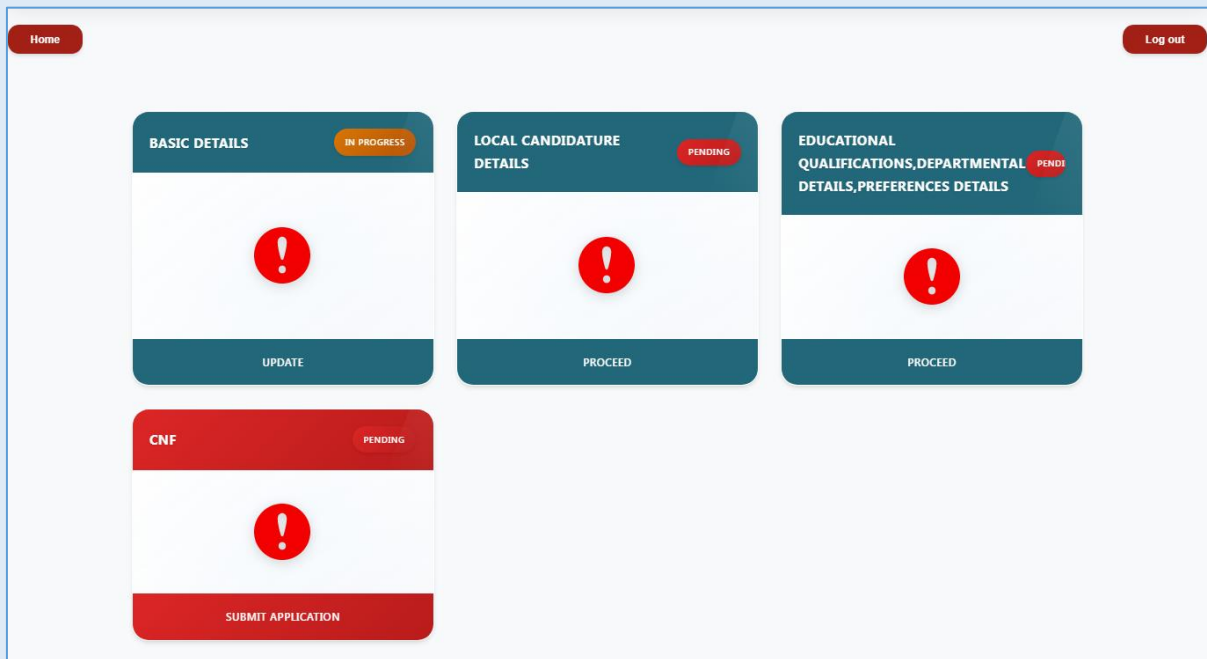 Home
Log out
BASIC DETAILS
IN PROGRESS
UPDATE
LOCAL CANDIDATURE
DETAILS
PENDING
PROCEED
EDUCATIONAL
QUALIFICATIONS,DEPARTMENTAL
DETAILS,PREFERENCES DETAILS
PENDI
PROCEED
CNF
PENDING
SUBMIT APPLICATION